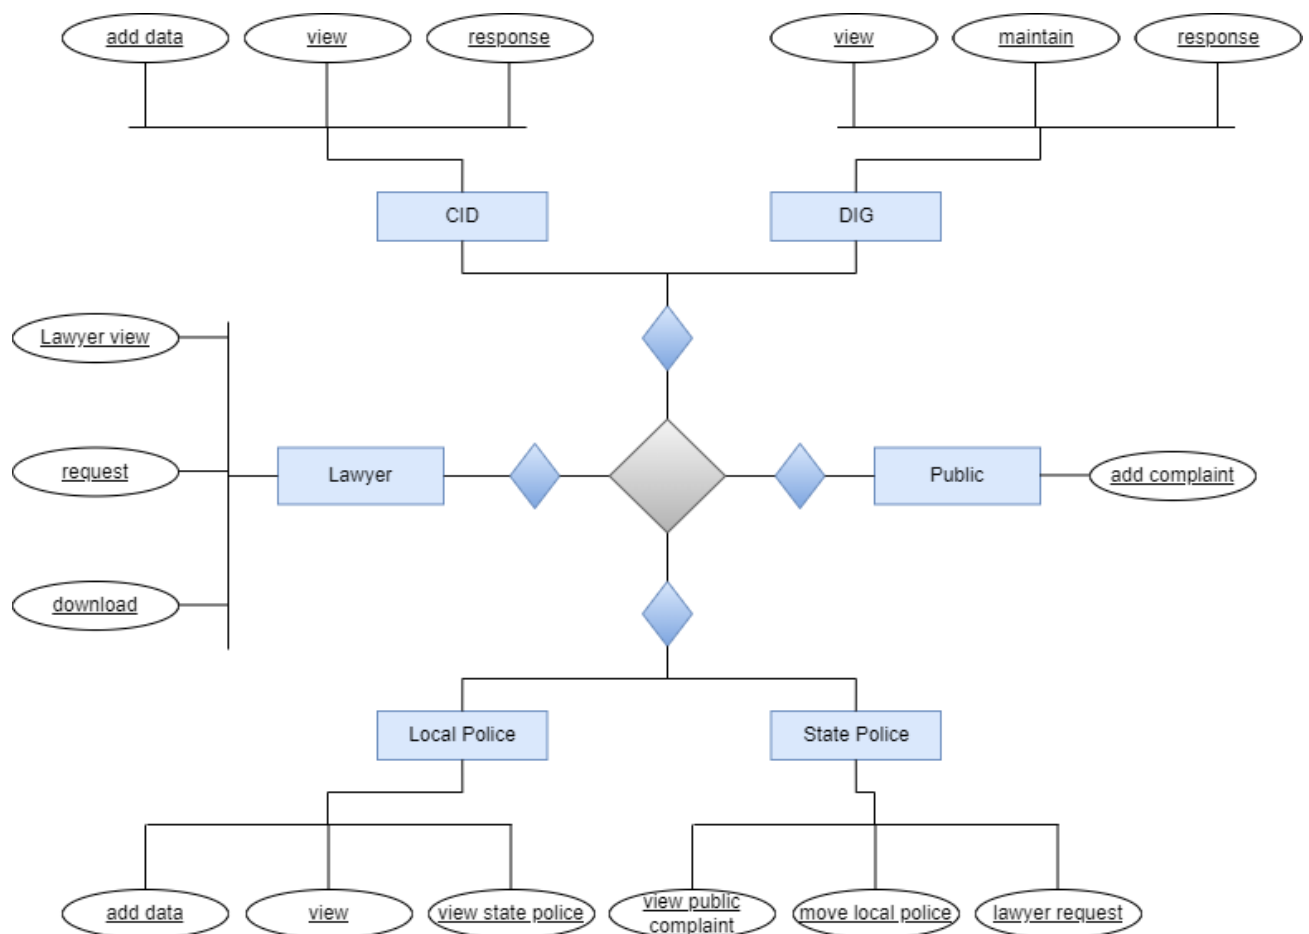 add data
view
response
view
maintain
response
CID
DIG
Lawyer view
request
download
Lawyer
Public
add complaint
Local Police
State Police
add data
view
view state police
view public
complaint
move local police
lawyer request